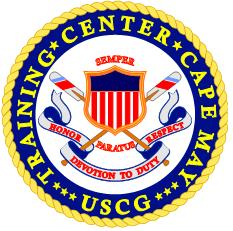 TRAINING CENTER CAPE MAY
SEMPER
HONOR
PARATUS
RESPECT
DEVOTION TO DUTY
USCG